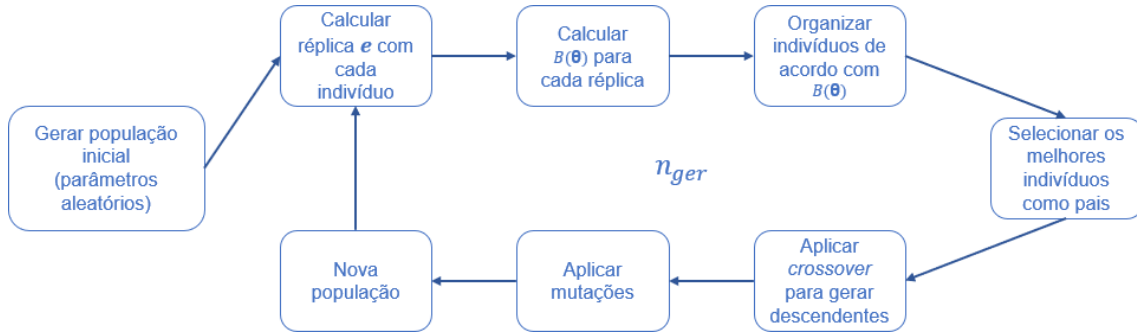 Gerar população
inicial
(parâmetros
aleatórios)
Calcular
réplica e com
cada
indivíduo
Calcular
B(θ) para
cada réplica
Organizar
indivíduos de
acordo com
B(θ)
Selecionar os
melhores
indivíduos
como pais
n_ger
Aplicar
crossover
para gerar
descendentes
Aplicar
mutações
Nova
população